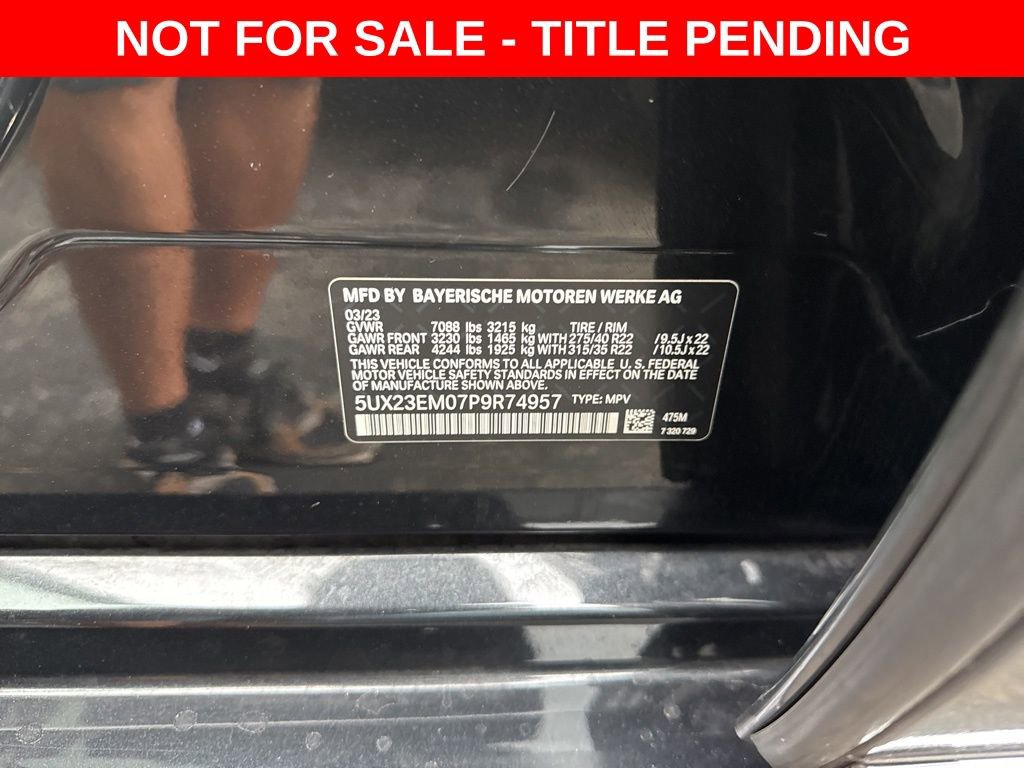 NOT FOR SALE - TITLE PENDING
MFD BY BAYERISCHE MOTOREN WERKE AG
03/23
GVWR 7088 lbs 3215 kg TIRE / RIM
GAWR FRONT 3230 lbs 1465 kg WITH 275/40 R22 / 9.5J x 22
GAWR REAR 4244 lbs 1925 kg WITH 315/35 R22 / 10.5J x 22
THIS VEHICLE CONFORMS TO ALL APPLICABLE U. S. FEDERAL
MOTOR VEHICLE SAFETY STANDARDS IN EFFECT ON THE DATE
OF MANUFACTURE SHOWN ABOVE.
5UX23EM07P9R74957 TYPE: MPV
475M
7 320 729